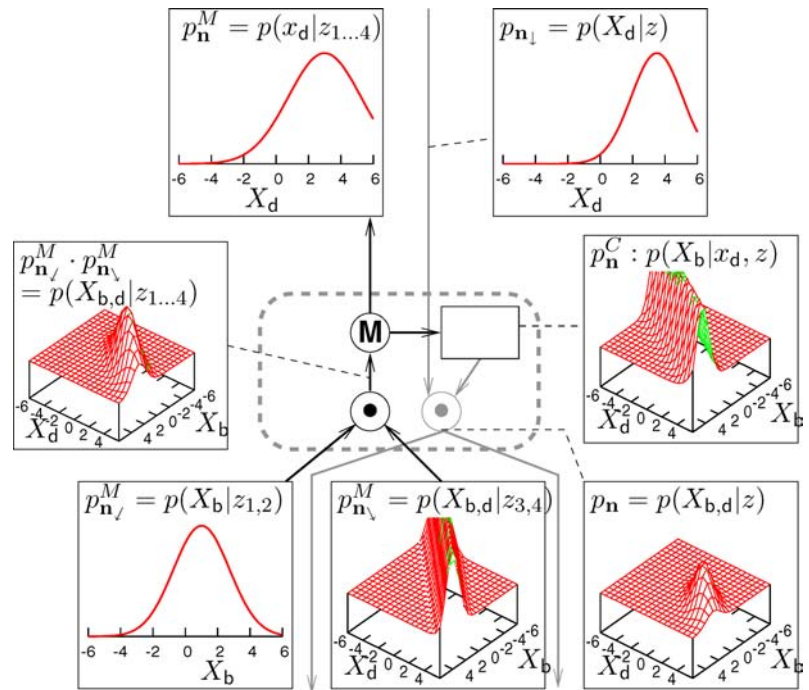 p_n^M = p(x_d|z_{1...4})
-6 -4 -2 0 2 4 6
X_d
p_{n↓} = p(X_d|z)
-6 -4 -2 0 2 4 6
X_d
p_{n↙}^M · p_{n↘}^M
= p(X_{b,d}|z_{1...4})
-6 -4 -2 0 2 4
X_d
4 2 0 -2 -4 -6
X_b
M
p_n^C : p(X_b|x_d, z)
-6 -4 -2 0 2 4
X_d
4 2 0 -2 -4 -6
X_b
p_{n↙}^M = p(X_b|z_{1,2})
-6 -4 -2 0 2 4 6
X_b
p_{n↘}^M = p(X_{b,d}|z_{3,4})
-6 -4 -2 0 2 4
X_d
4 2 0 -2 -4 -6
X_b
p_n = p(X_{b,d}|z)
-6 -4 -2 0 2 4
X_d
4 2 0 -2 -4 -6
X_b